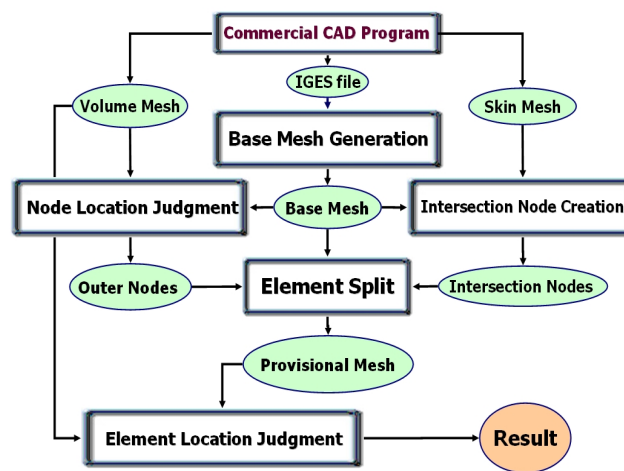 Commercial CAD Program
IGES file
Volume Mesh
Skin Mesh
Base Mesh Generation
Node Location Judgment
Base Mesh
Intersection Node Creation
Outer Nodes
Element Split
Intersection Nodes
Provisional Mesh
Element Location Judgment
Result